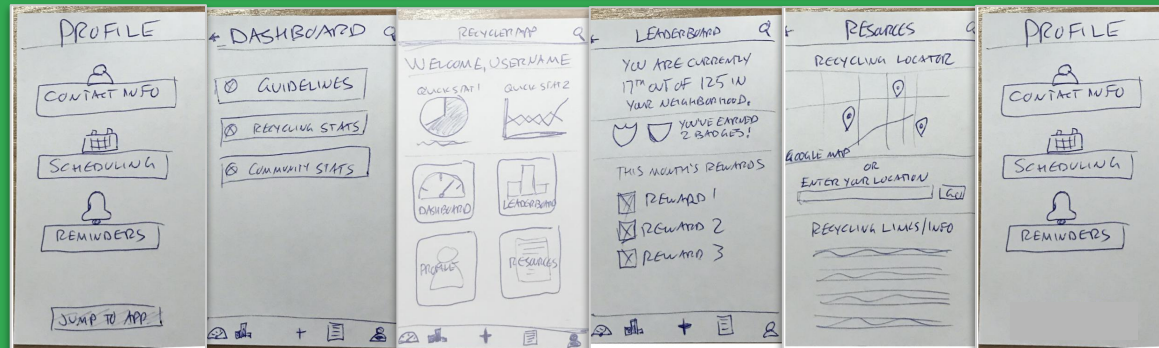 PROFILE
CONTACT INFO
SCHEDULING
REMINDERS
JUMP TO APP
DASHBOARD
GUIDELINES
RECYCLING STATS
COMMUNITY STATS
RECYCLER APP
WELCOME, USERNAME
QUICK STAT 1 QUICK STAT 2
DASHBOARD LEADERBOARD
PROFILE RESOURCES
LEADERBOARD
YOU ARE CURRENTLY
17TH OUT OF 125 IN
YOUR NEIGHBORHOOD.
YOU'VE EARNED
2 BADGES!
THIS MONTH'S REWARDS
REWARD 1
REWARD 2
REWARD 3
RESOURCES
RECYCLING LOCATOR
GOOGLE MAP
OR
ENTER YOUR LOCATION
GO
RECYCLING LINKS/INFO
PROFILE
CONTACT INFO
SCHEDULING
REMINDERS